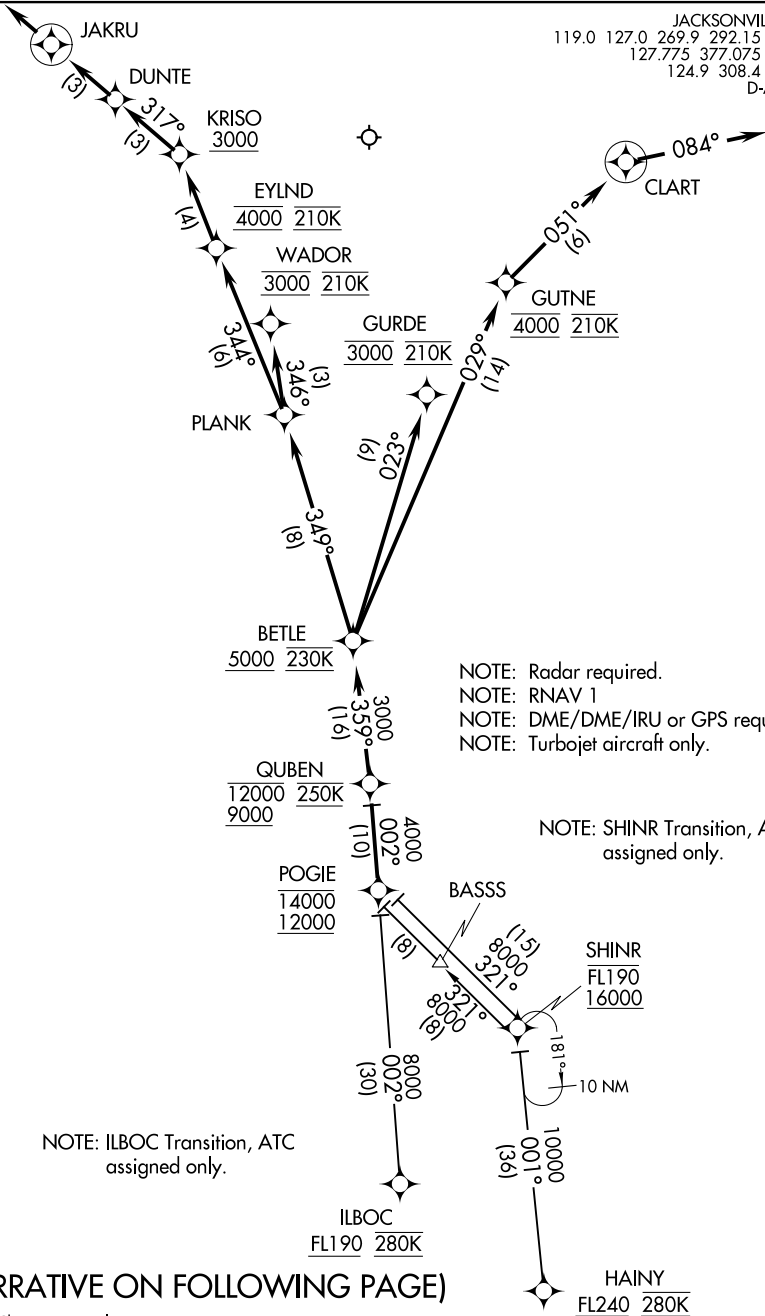 JAKRU
JACKSONVIL
119.0 127.0 269.9 292.15
127.775 377.075
124.9 308.4
D-A
(3)
DUNTE
317°
(3)
KRISO
3000
084°
CLART
(4)
EYLND
4000 210K
051°
(6)
WADOR
3000 210K
GUTNE
4000 210K
GURDE
3000 210K
344°
(6)
(3)
346°
029°
(14)
PLANK
(9)
023°
349°
(8)
BETLE
5000 230K
NOTE: Radar required.
NOTE: RNAV 1
NOTE: DME/DME/IRU or GPS requ
NOTE: Turbojet aircraft only.
3000
359°
(16)
QUBEN
12000 250K
9000
NOTE: SHINR Transition, A
assigned only.
4000
002°
(10)
POGIE
14000
12000
BASSS
(8)
(15)
8000
321°
SHINR
FL190
16000
321°
8000
(8)
181°
10 NM
8000
002°
(30)
NOTE: ILBOC Transition, ATC
assigned only.
10000
001°
(36)
ILBOC
FL190 280K
RRATIVE ON FOLLOWING PAGE)
HAINY
FL240 280K